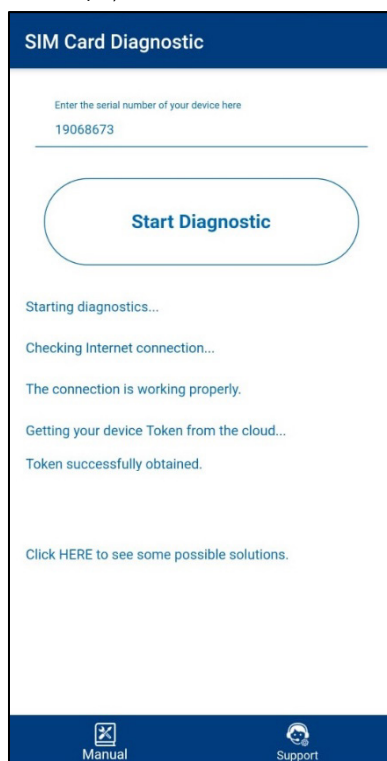 SIM Card Diagnostic
Enter the serial number of your device here
19068673
Start Diagnostic
Starting diagnostics...
Checking Internet connection...
The connection is working properly.
Getting your device Token from the cloud...
Token successfully obtained.
Click HERE to see some possible solutions.
Manual
Support